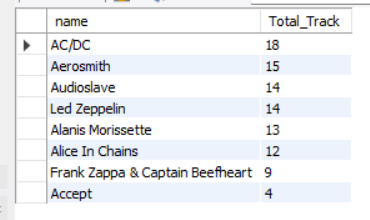 name Total_Track
AC/DC 18
Aerosmith 15
Audioslave 14
Led Zeppelin 14
Alanis Morissette 13
Alice In Chains 12
Frank Zappa & Captain Beefheart 9
Accept 4